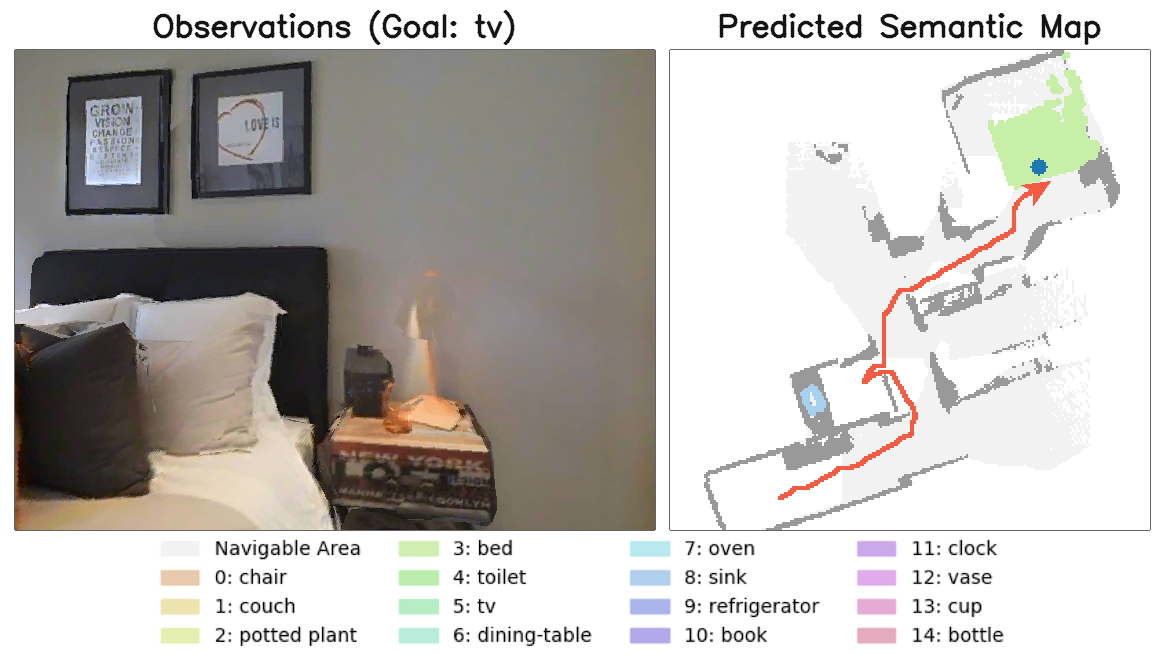 Observations (Goal: tv)
Predicted Semantic Map
GROW
VISION
CHANGE
PASSION
LOVE IS
NEW YORK
Navigable Area
0: chair
1: couch
2: potted plant
3: bed
4: toilet
5: tv
6: dining-table
7: oven
8: sink
9: refrigerator
10: book
11: clock
12: vase
13: cup
14: bottle